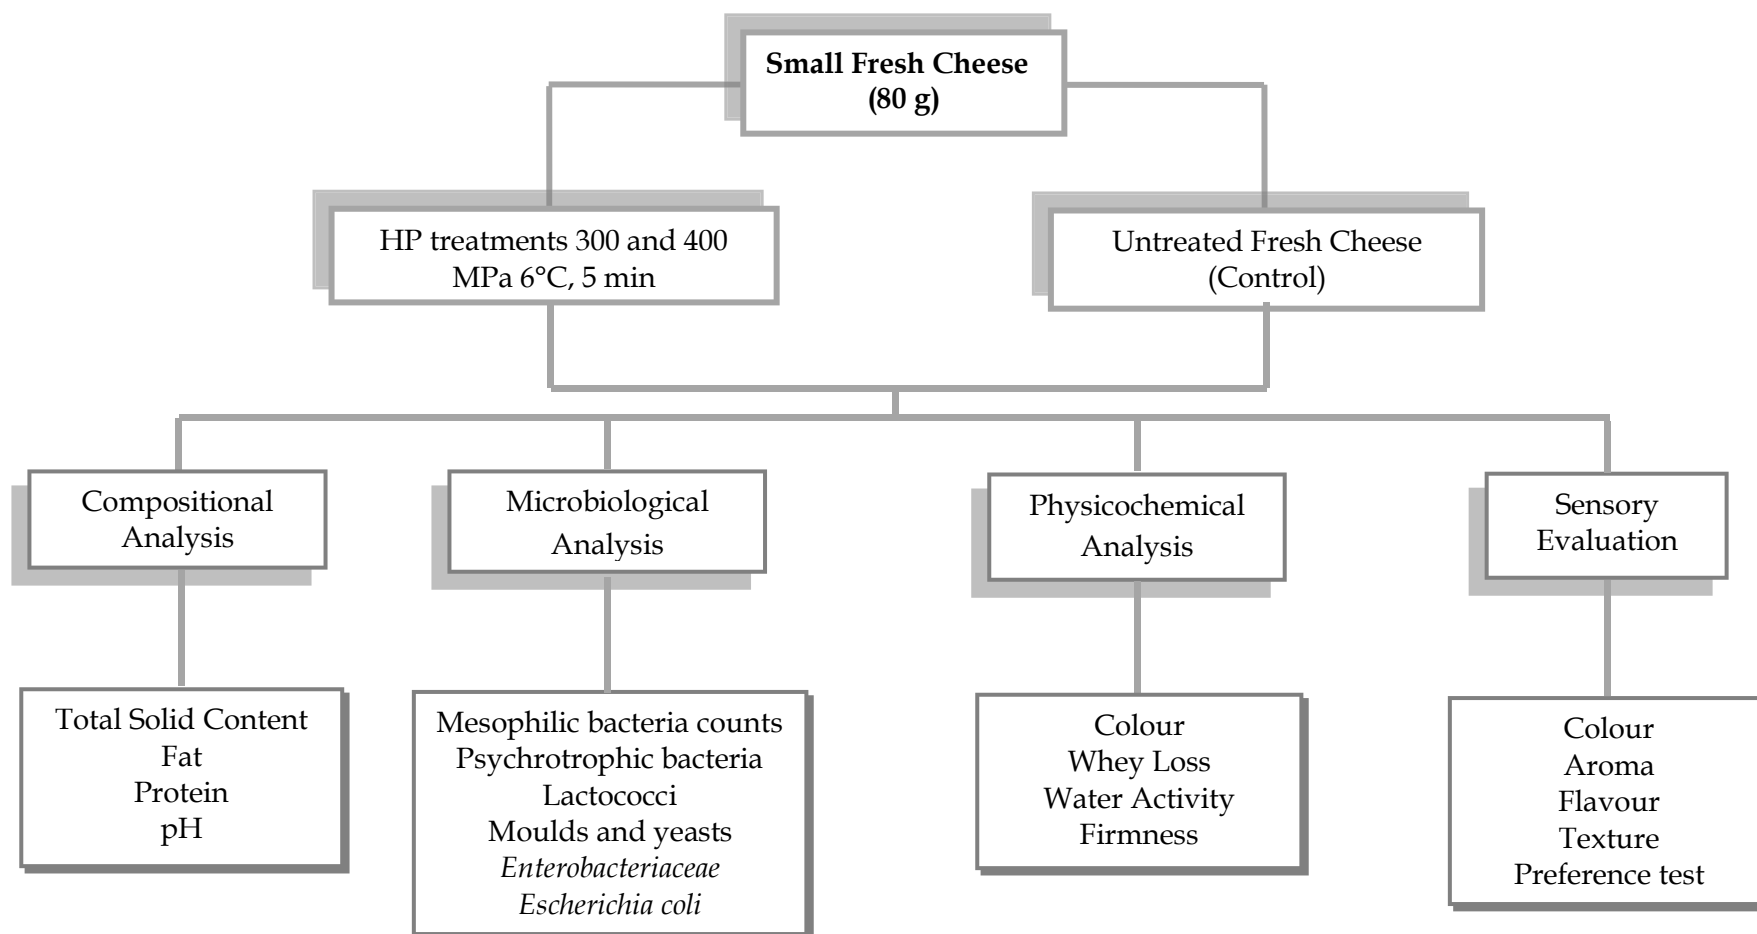 Small Fresh Cheese
(80 g)
HP treatments 300 and 400
MPa 6°C, 5 min
Untreated Fresh Cheese
(Control)
Compositional
Analysis
Microbiological
Analysis
Physicochemical
Analysis
Sensory
Evaluation
Total Solid Content
Fat
Protein
pH
Mesophilic bacteria counts
Psychrotrophic bacteria
Lactococci
Moulds and yeasts
Enterobacteriaceae
Escherichia coli
Colour
Whey Loss
Water Activity
Firmness
Colour
Aroma
Flavour
Texture
Preference test